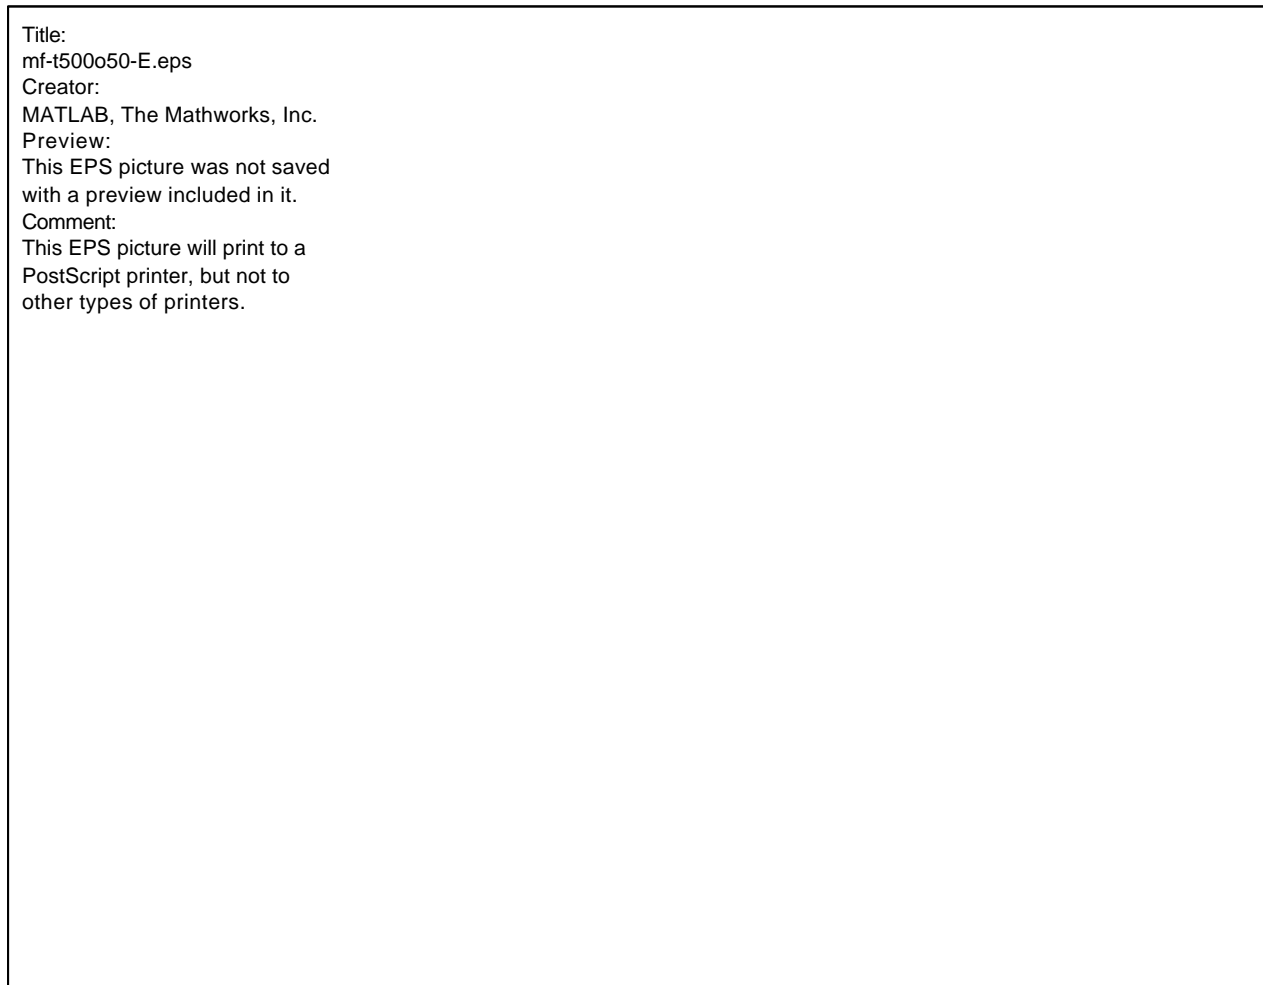 Title:
mf-t500o50-E.eps
Creator:
MATLAB, The Mathworks, Inc.
Preview:
This EPS picture was not saved
with a preview included in it.
Comment:
This EPS picture will print to a
PostScript printer, but not to
other types of printers.